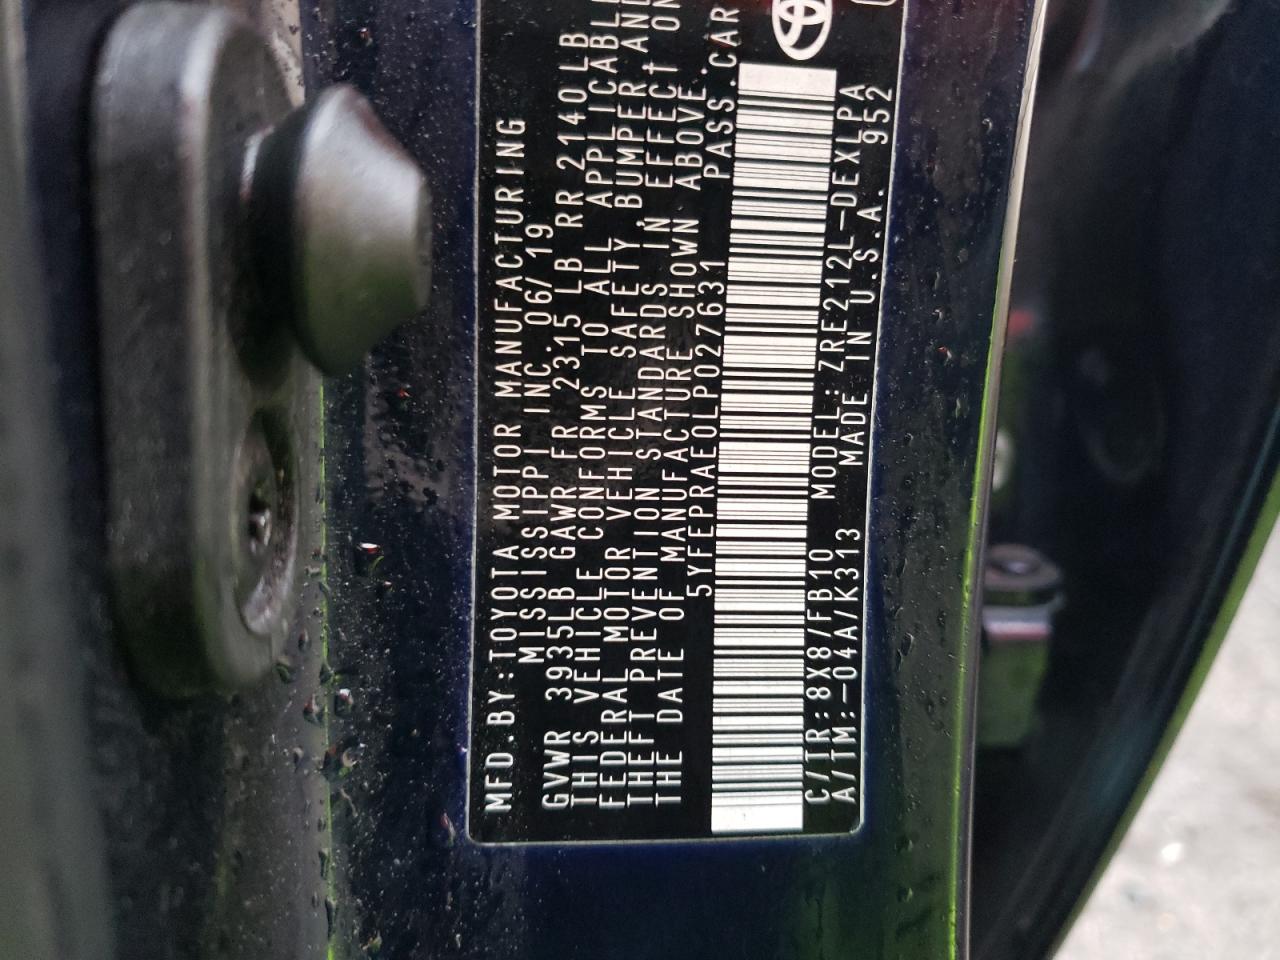 MFD.BY:TOYOTA MOTOR MANUFACTURING
MISSISSIPPI INC. 06/19
GVWR 3935LB GAWR FR 2315 LB RR 2140LB
THIS VEHICLE CONFORMS TO ALL APPLICABLE
FEDERAL MOTOR VEHICLE SAFETY, BUMPER AND
THEFT PREVENTION STANDARDS IN EFFECT ON
THE DATE OF MANUFACTURE SHOWN ABOVE.
5YFEPRAE0LP027631 PASS.CAR
C/TR:8X8/FB10 MODEL:ZRE212L-DEXLPA
A/TM:-04A/K313 MADE IN U.S.A. 952